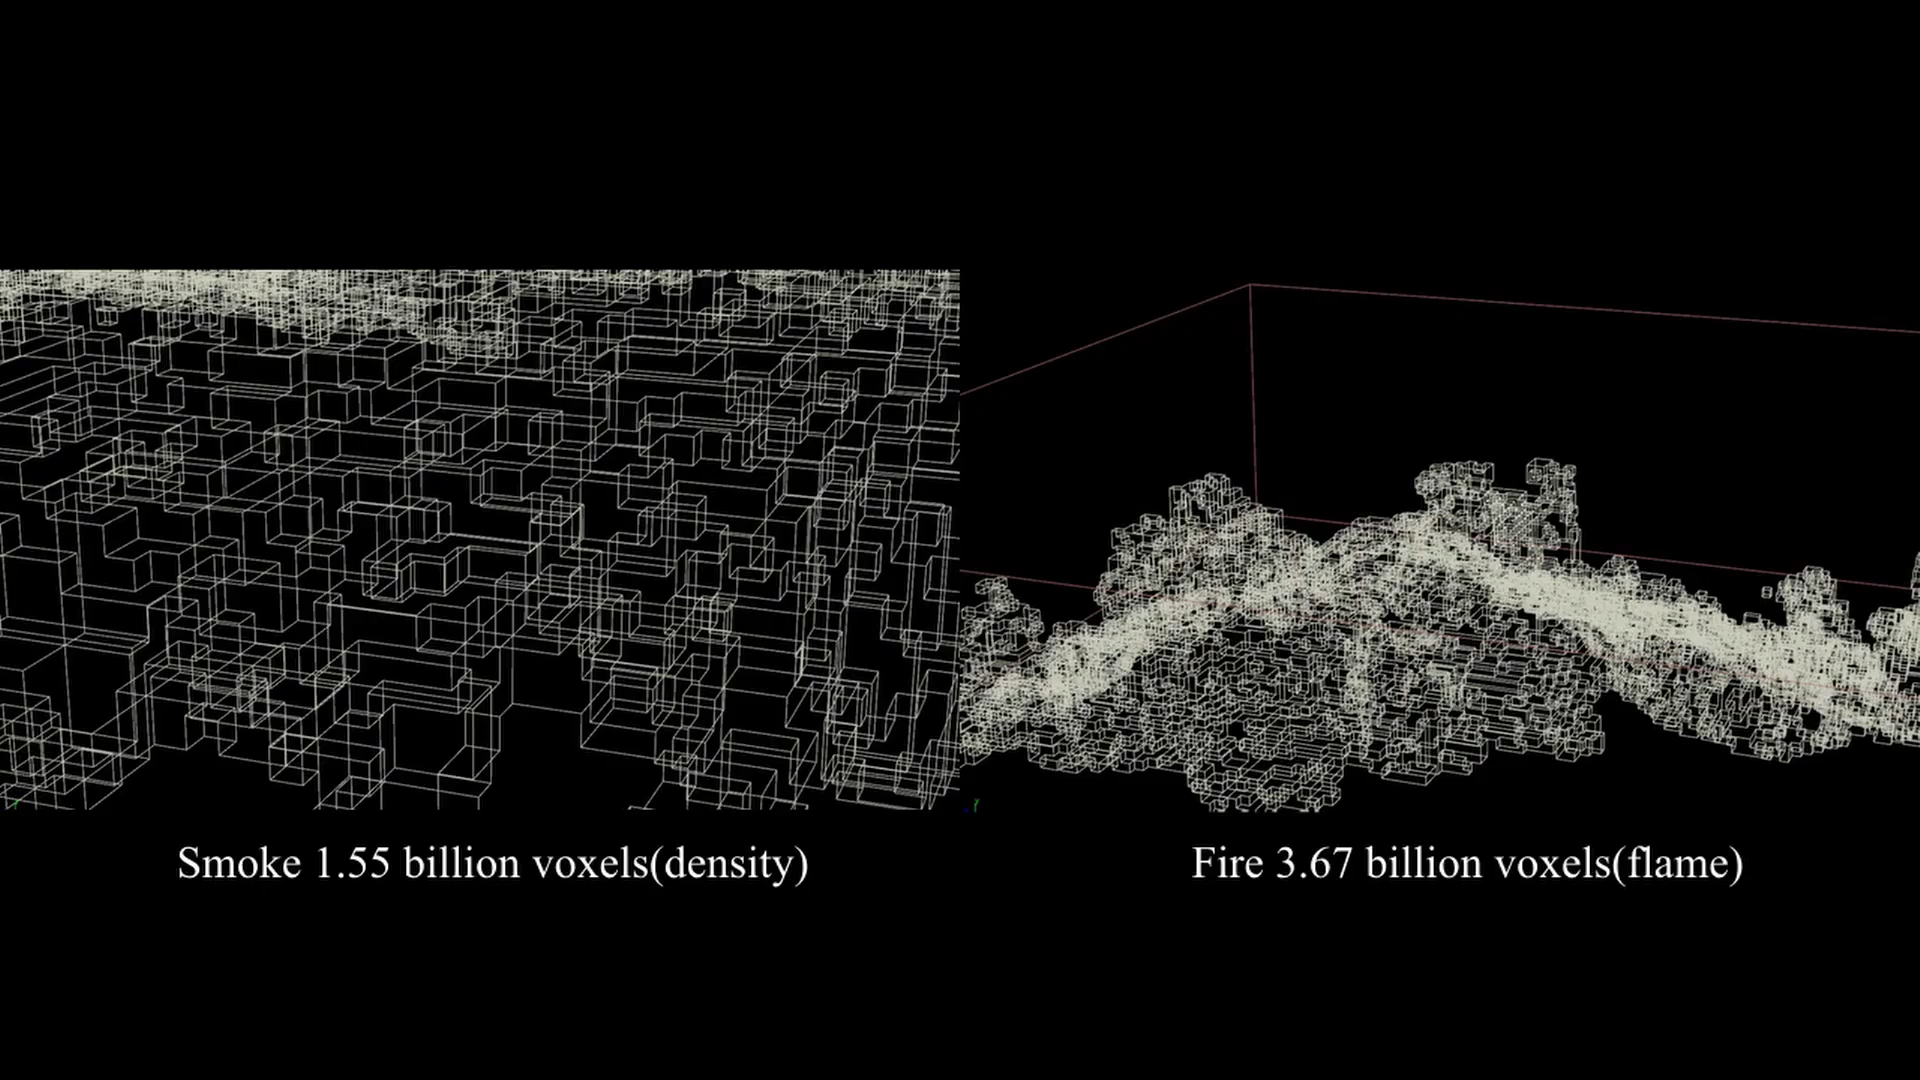 Smoke 1.55 billion voxels(density)
Fire 3.67 billion voxels(flame)